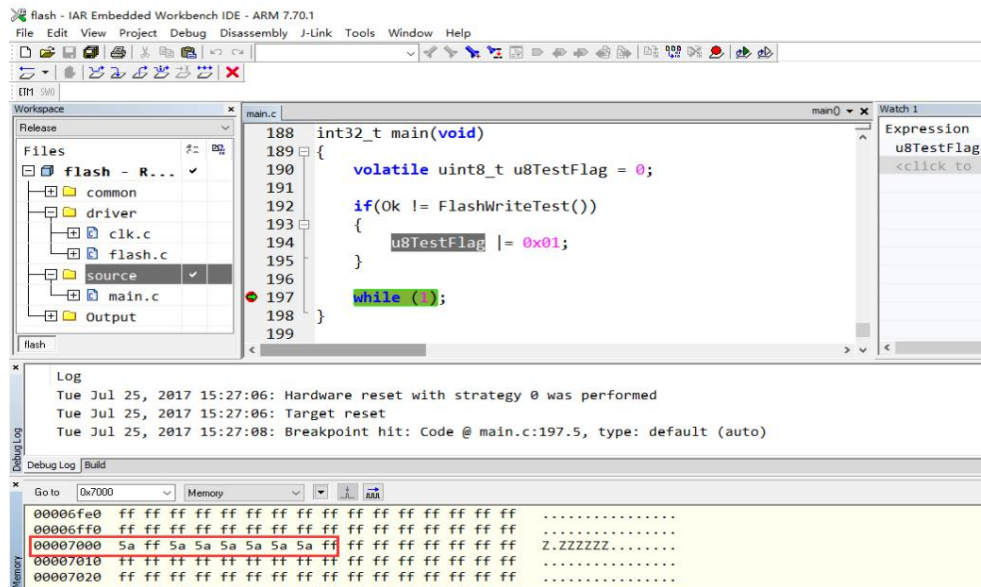 flash - IAR Embedded Workbench IDE - ARM 7.70.1
File Edit View Project Debug Disassembly J-Link Tools Window Help
ETM SWO
Workspace
Release
Files
flash - R...
common
driver
clk.c
flash.c
source
main.c
Output
flash
main.c
main()
188 int32_t main(void)
189 {
190 volatile uint8_t u8TestFlag = 0;
191
192 if(Ok != FlashWriteTest())
193 {
194 u8TestFlag |= 0x01;
195 }
196
197 while (1);
198 }
199
Watch 1
Expression
u8TestFlag
<click to
Log
Tue Jul 25, 2017 15:27:06: Hardware reset with strategy 0 was performed
Tue Jul 25, 2017 15:27:06: Target reset
Tue Jul 25, 2017 15:27:08: Breakpoint hit: Code @ main.c:197.5, type: default (auto)
Debug Log
Debug Log Build
Go to 0x7000 Memory
00006fe0 ff ff ff ff ff ff ff ff ff ff ff ff ff ff ff ff ................
00006ff0 ff ff ff ff ff ff ff ff ff ff ff ff ff ff ff ff ................
00007000 5a ff 5a 5a 5a 5a 5a 5a ff ff ff ff ff ff ff ff Z.ZZZZZZ........
00007010 ff ff ff ff ff ff ff ff ff ff ff ff ff ff ff ff ................
00007020 ff ff ff ff ff ff ff ff ff ff ff ff ff ff ff ff ................
Memory